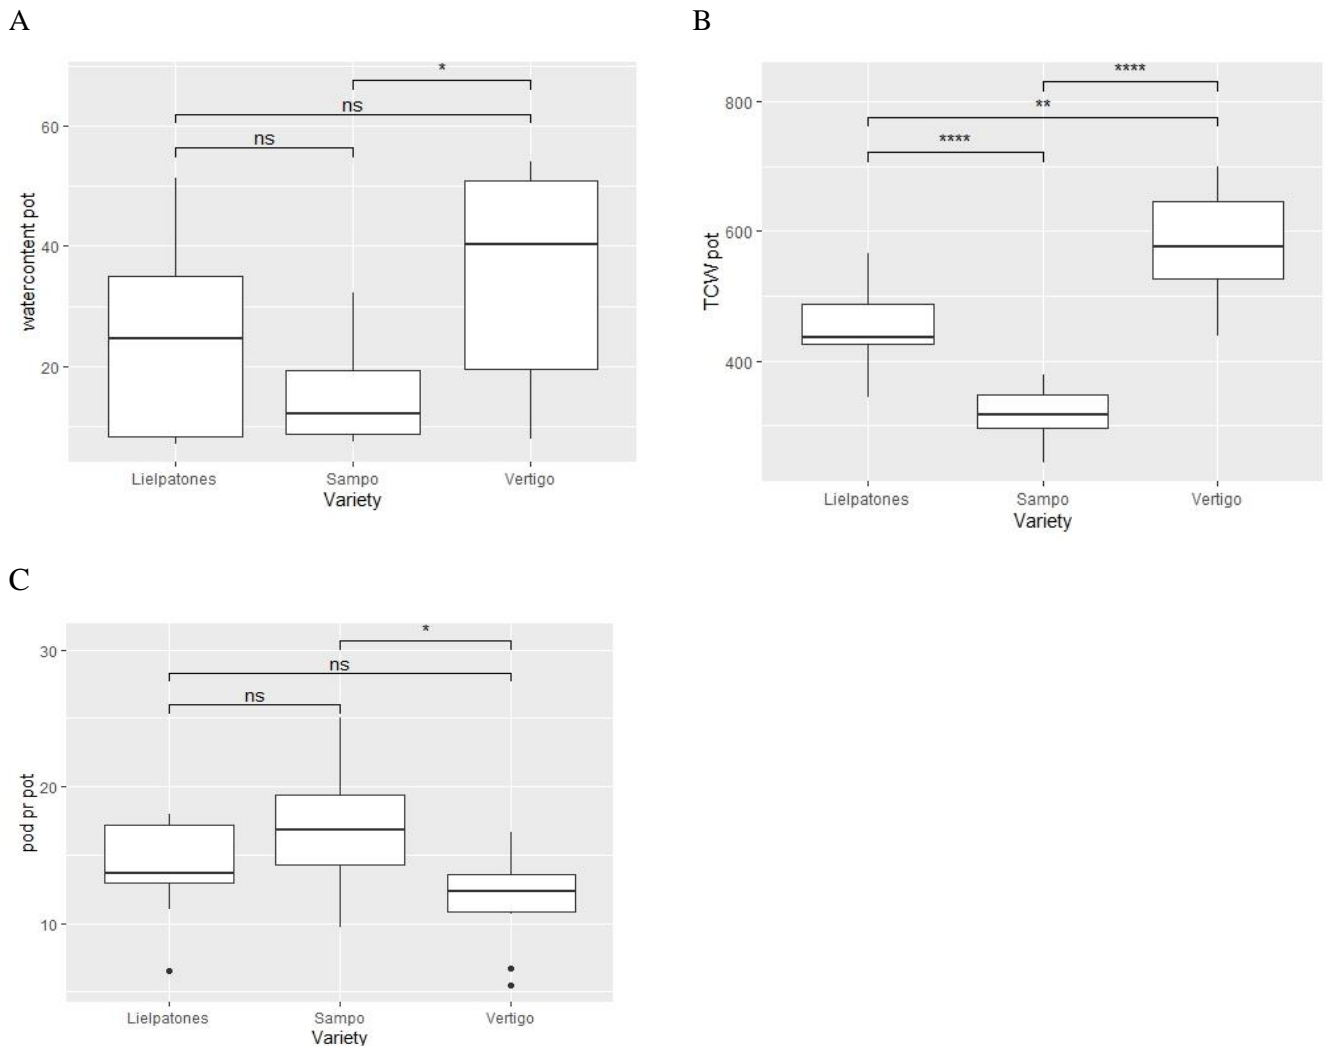 A
*
ns
ns
60
40
20
watercontent pot
Lielpatones Sampo Vertigo
Variety
B
****
**
****
800
600
400
TCW pot
Lielpatones Sampo Vertigo
Variety
C
*
ns
ns
30
20
10
pod pr pot
Lielpatones Sampo Vertigo
Variety